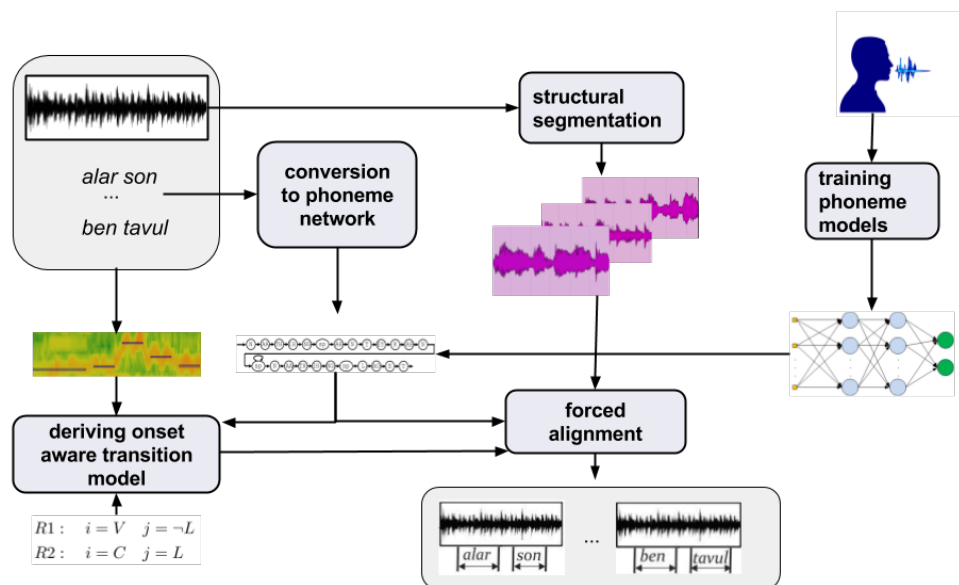 structural
segmentation
alar son
...
ben tavul
conversion
to phoneme
network
training
phoneme
models
deriving onset
aware transition
model
forced
alignment
R1 : i = V j = ¬L
R2 : i = C j = L
alar son ... ben tavul